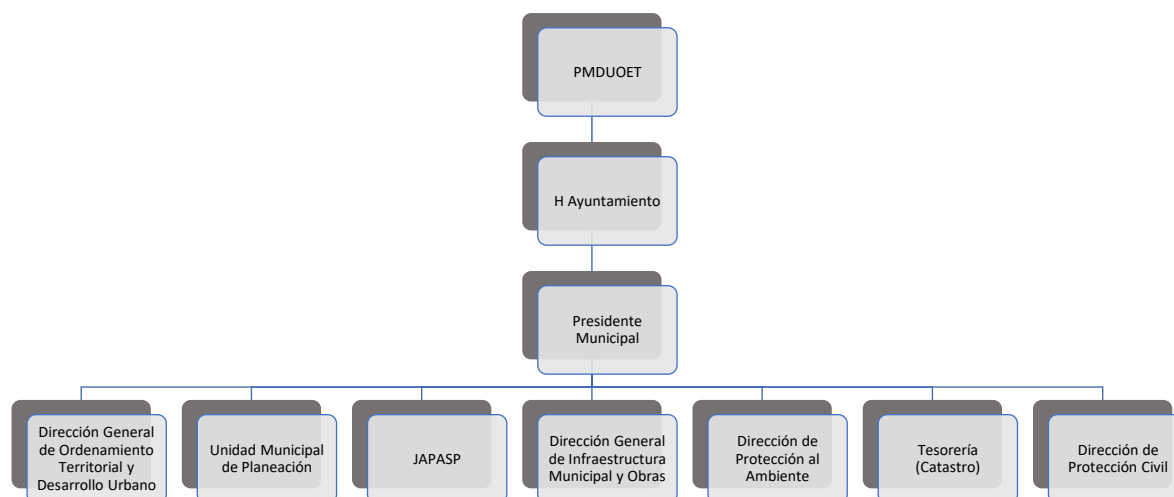 PMDUOET
H Ayuntamiento
Presidente
Municipal
Dirección General
de Ordenamiento
Territorial y
Desarrollo Urbano
Unidad Municipal
de Planeación
JAPASP
Dirección General
de Infraestructura
Municipal y Obras
Dirección de
Protección al
Ambiente
Tesorería
(Catastro)
Dirección de
Protección Civil